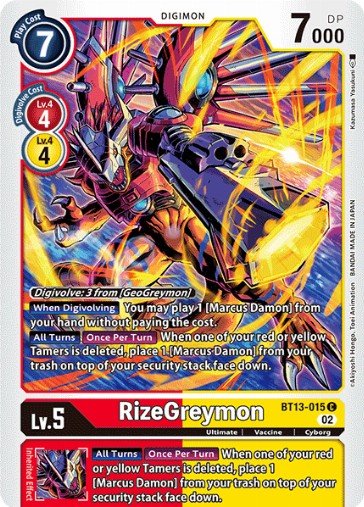 Play Cost
7
DIGIMON
7000
DP
Digivolve Cost
Lv.4
4
Lv.4
4
Digivolve: 3 from [GeoGreymon]
When Digivolving You may play 1 [Marcus Damon] from
your hand without paying the cost.
All Turns Once Per Turn When one of your red or yellow
Tamers is deleted, place 1 [Marcus Damon] from your
trash on top of your security stack face down.
Lv.5
RizeGreymon
BT13-015 C
02
Ultimate Vaccine Cyborg
Inherited Effect
All Turns Once Per Turn When one of your red
or yellow Tamers is deleted, place 1
[Marcus Damon] from your trash on top of your
security stack face down.
Kazumasa Yasukuni
©Akiyoshi Hongo, Toei Animation BANDAI MADE IN JAPAN